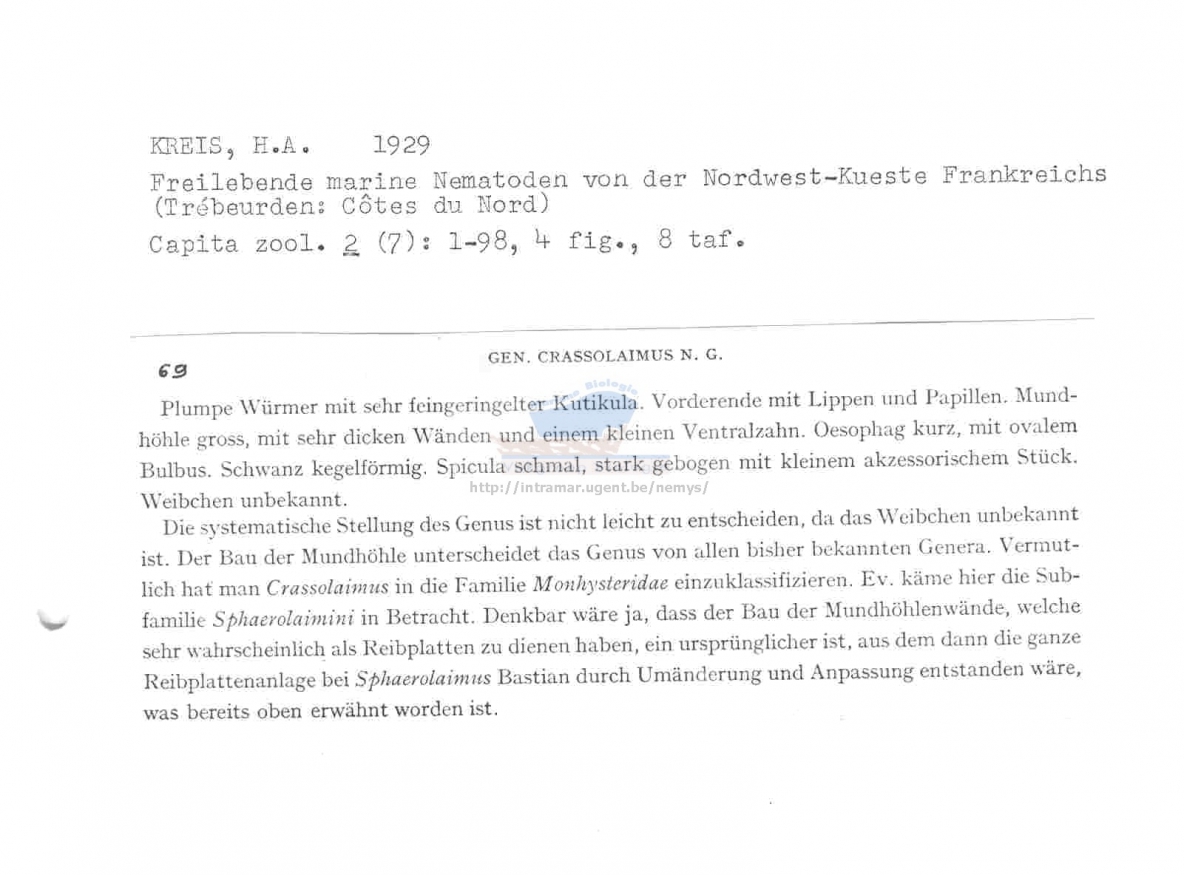 KREIS, H.A. 1929
Freilebende marine Nematoden von der Nordwest-Kueste Frankreichs
(Trébeurden: Côtes du Nord)
Capita zool. 2 (7): 1-98, 4 fig., 8 taf.
69
GEN. CRASSOLAIMUS N. G.
Plumpe Würmer mit sehr feingeringelter Kutikula. Vorderende mit Lippen und Papillen. Mund-
höhle gross, mit sehr dicken Wänden und einem kleinen Ventralzahn. Oesophag kurz, mit ovalem
Bulbus. Schwanz kegelförmig. Spicula schmal, stark gebogen mit kleinem akzessorischem Stück.
Weibchen unbekannt.
Die systematische Stellung des Genus ist nicht leicht zu entscheiden, da das Weibchen unbekannt
ist. Der Bau der Mundhöhle unterscheidet das Genus von allen bisher bekannten Genera. Vermut-
lich hat man Crassolaimus in die Familie Monhysteridae einzuklassifizieren. Ev. käme hier die Sub-
familie Sphaerolaimini in Betracht. Denkbar wäre ja, dass der Bau der Mundhöhlenwände, welche
sehr wahrscheinlich als Reibplatten zu dienen haben, ein ursprünglicher ist, aus dem dann die ganze
Reibplattenanlage bei Sphaerolaimus Bastian durch Umänderung und Anpassung entstanden wäre,
was bereits oben erwähnt worden ist.
Biologie
http://intramar.ugent.be/nemys/